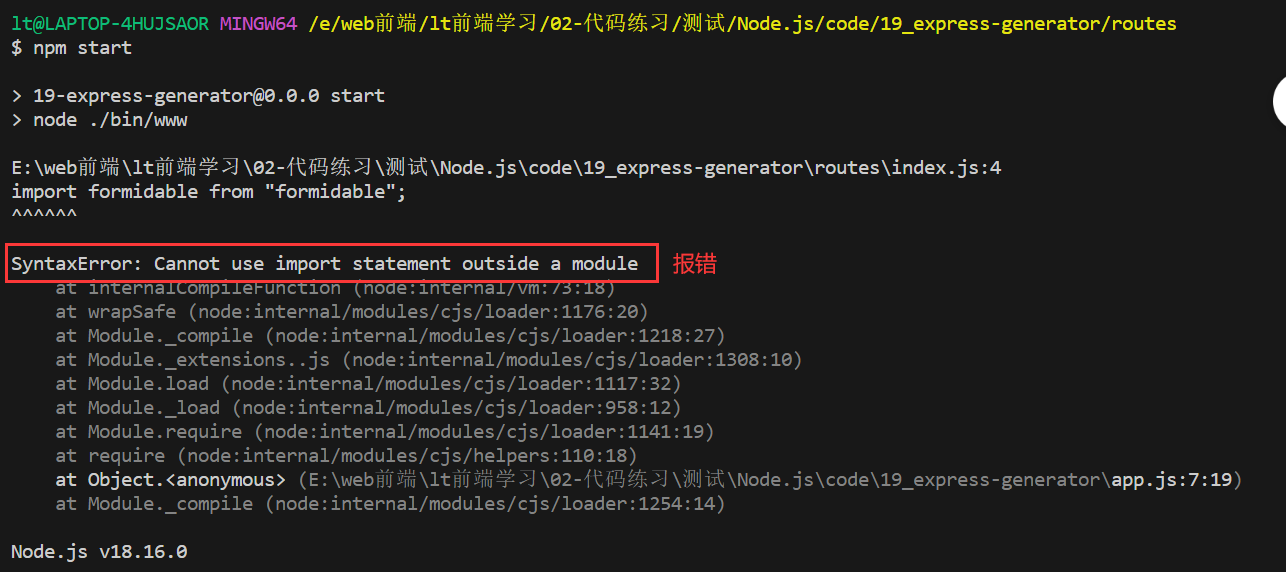 lt@LAPTOP-4HUJSAOR MINGW64 /e/web前端/lt前端学习/02-代码练习/测试/Node.js/code/19_express-generator/routes
$ npm start
> 19-express-generator@0.0.0 start
> node ./bin/www
E:\web前端\lt前端学习\02-代码练习\测试\Node.js\code\19_express-generator\routes\index.js:4
import formidable from "formidable";
^^^^^^
SyntaxError: Cannot use import statement outside a module 报错
at internalCompileFunction (node:internal/vm:73:18)
at wrapSafe (node:internal/modules/cjs/loader:1176:20)
at Module._compile (node:internal/modules/cjs/loader:1218:27)
at Module._extensions..js (node:internal/modules/cjs/loader:1308:10)
at Module.load (node:internal/modules/cjs/loader:1117:32)
at Module._load (node:internal/modules/cjs/loader:958:12)
at Module.require (node:internal/modules/cjs/loader:1141:19)
at require (node:internal/modules/cjs/helpers:110:18)
at Object.<anonymous> (E:\web前端\lt前端学习\02-代码练习\测试\Node.js\code\19_express-generator\app.js:7:19)
at Module._compile (node:internal/modules/cjs/loader:1254:14)
Node.js v18.16.0